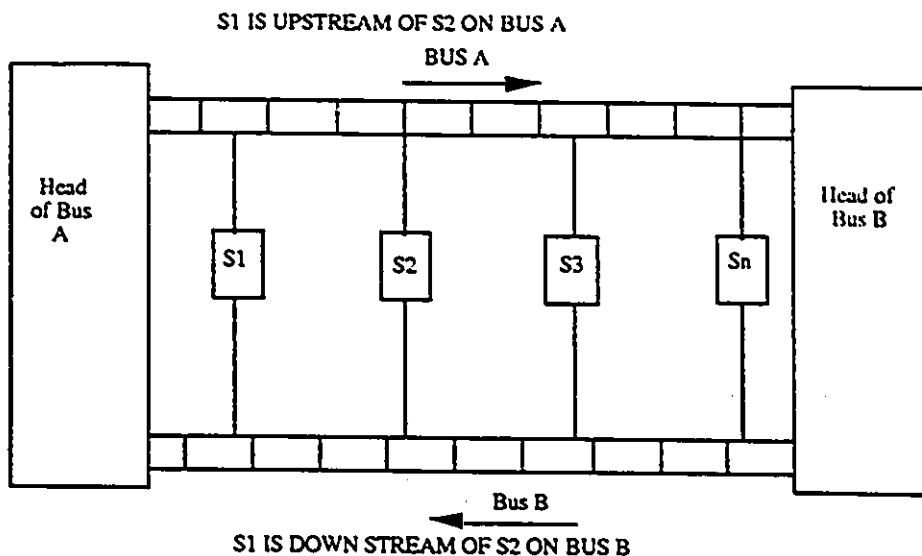 S1 IS UPSTREAM OF S2 ON BUS A
BUS A
Head
of Bus
A
S1
S2
S3
Sn
Head of
Bus B
Bus B
S1 IS DOWN STREAM OF S2 ON BUS B